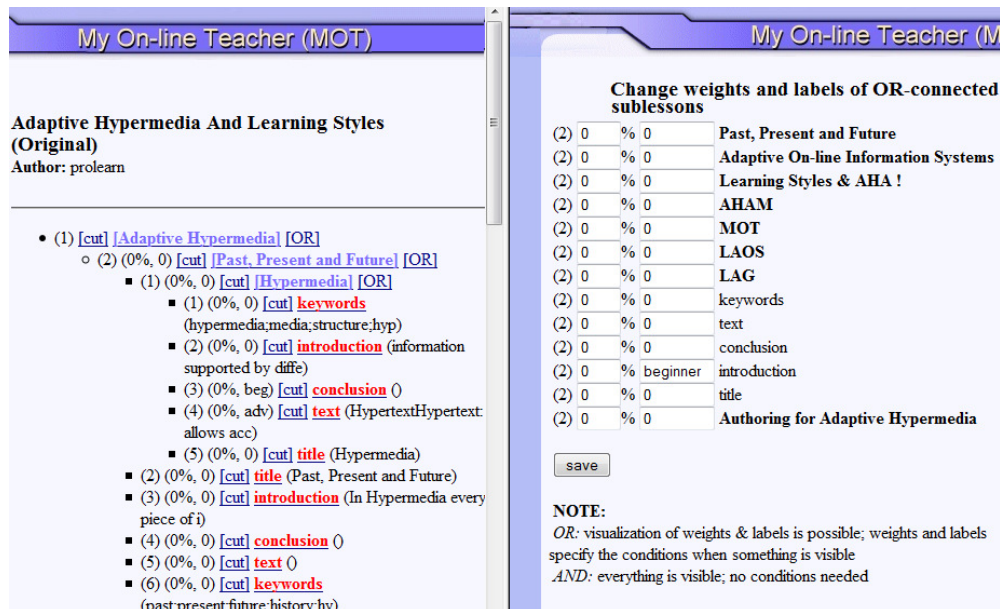 My On-line Teacher (MOT)
Adaptive Hypermedia And Learning Styles
(Original)
Author: prolearn
(1) [cut] [Adaptive Hypermedia] [OR]
(2) (0%, 0) [cut] [Past, Present and Future] [OR]
(1) (0%, 0) [cut] [Hypermedia] [OR]
(1) (0%, 0) [cut] keywords
(hypermedia;media;structure;hyp)
(2) (0%, 0) [cut] introduction (information
supported by diffe)
(3) (0%, beg) [cut] conclusion ()
(4) (0%, adv) [cut] text (HypertextHypertext:
allows acc)
(5) (0%, 0) [cut] title (Hypermedia)
(2) (0%, 0) [cut] title (Past, Present and Future)
(3) (0%, 0) [cut] introduction (In Hypermedia every
piece of i)
(4) (0%, 0) [cut] conclusion ()
(5) (0%, 0) [cut] text ()
(6) (0%, 0) [cut] keywords
(past;present;future;history;hy)
My On-line Teacher (M
Change weights and labels of OR-connected
sublessons
(2) 0 % 0 Past, Present and Future
(2) 0 % 0 Adaptive On-line Information Systems
(2) 0 % 0 Learning Styles & AHA !
(2) 0 % 0 AHAM
(2) 0 % 0 MOT
(2) 0 % 0 LAOS
(2) 0 % 0 LAG
(2) 0 % 0 keywords
(2) 0 % 0 text
(2) 0 % 0 conclusion
(2) 0 % beginner introduction
(2) 0 % 0 title
(2) 0 % 0 Authoring for Adaptive Hypermedia
save
NOTE:
OR: visualization of weights & labels is possible; weights and labels
specify the conditions when something is visible
AND: everything is visible; no conditions needed